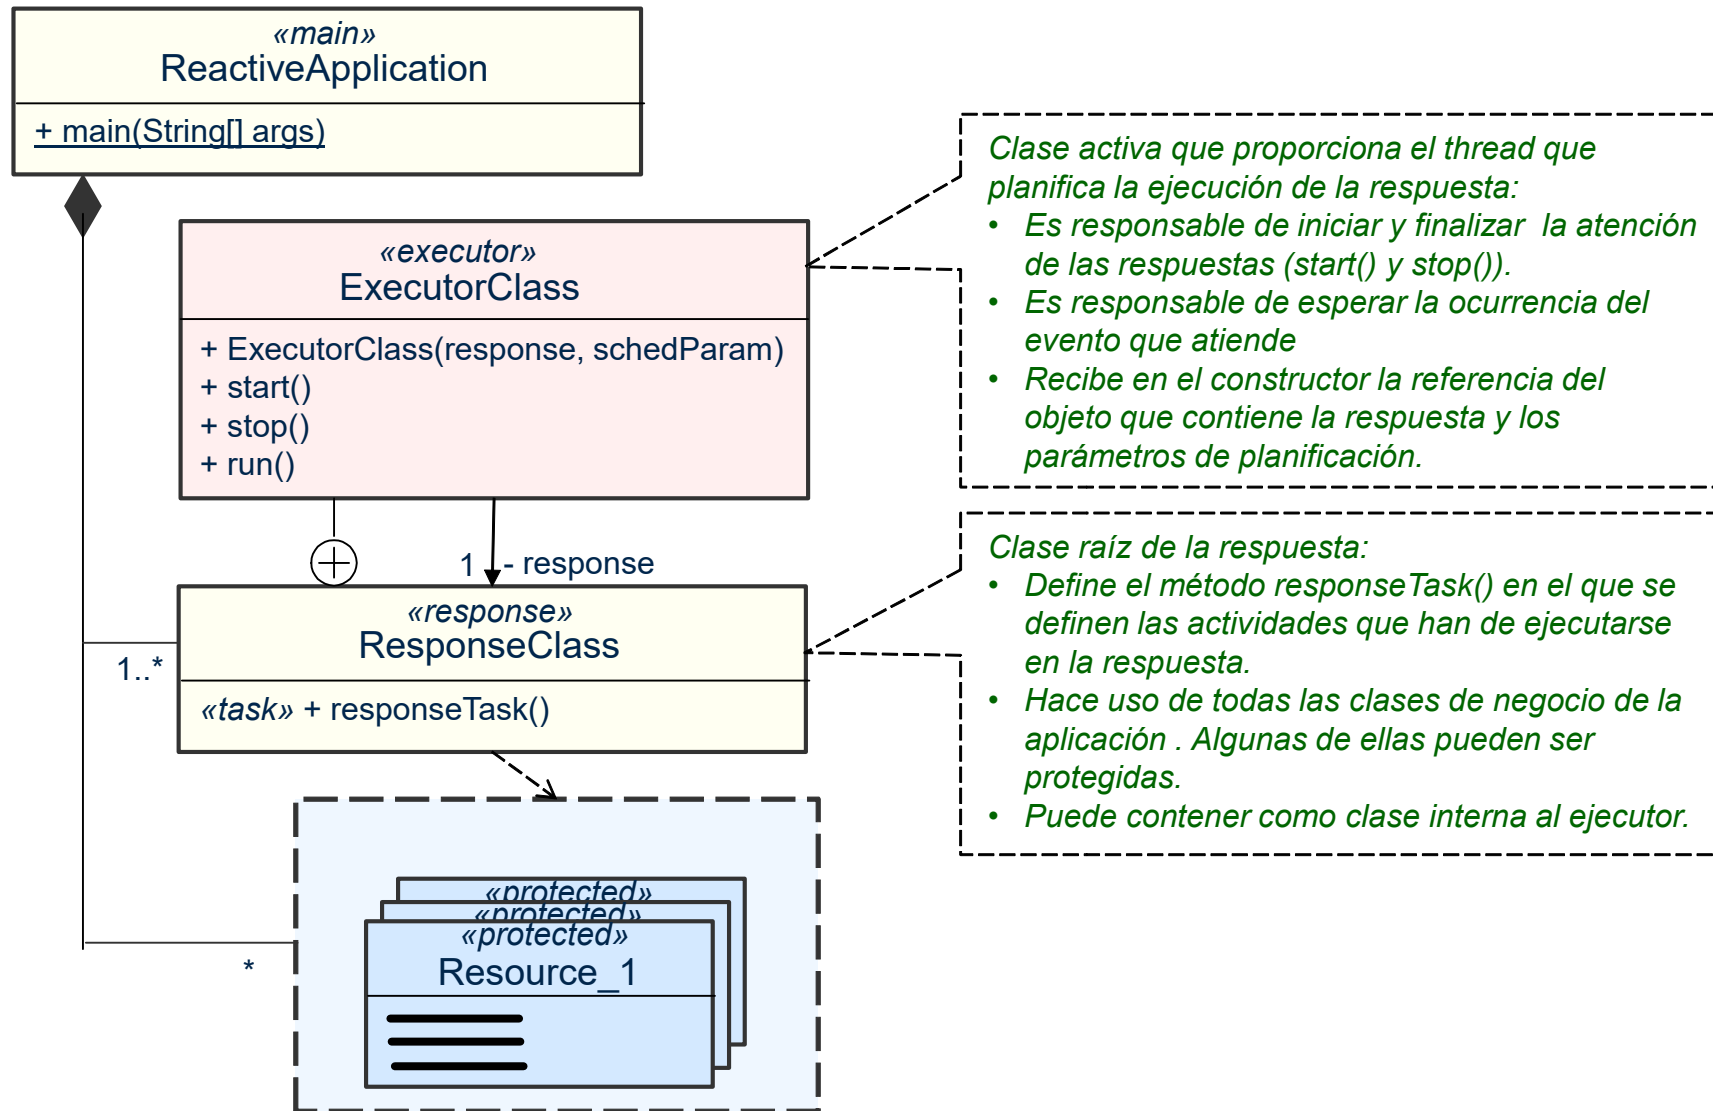 «main»
ReactiveApplication
+ main(String[] args)
«executor»
ExecutorClass
+ ExecutorClass(response, schedParam)
+ start()
+ stop()
+ run()
1 - response
«response»
ResponseClass
1..*
«task» + responseTask()
«protected»
«protected»
«protected»
Resource_1
*
Clase activa que proporciona el thread que
planifica la ejecución de la respuesta:
• Es responsable de iniciar y finalizar la atención
de las respuestas (start() y stop()).
• Es responsable de esperar la ocurrencia del
evento que atiende
• Recibe en el constructor la referencia del
objeto que contiene la respuesta y los
parámetros de planificación.
Clase raíz de la respuesta:
• Define el método responseTask() en el que se
definen las actividades que han de ejecutarse
en la respuesta.
• Hace uso de todas las clases de negocio de la
aplicación . Algunas de ellas pueden ser
protegidas.
• Puede contener como clase interna al ejecutor.